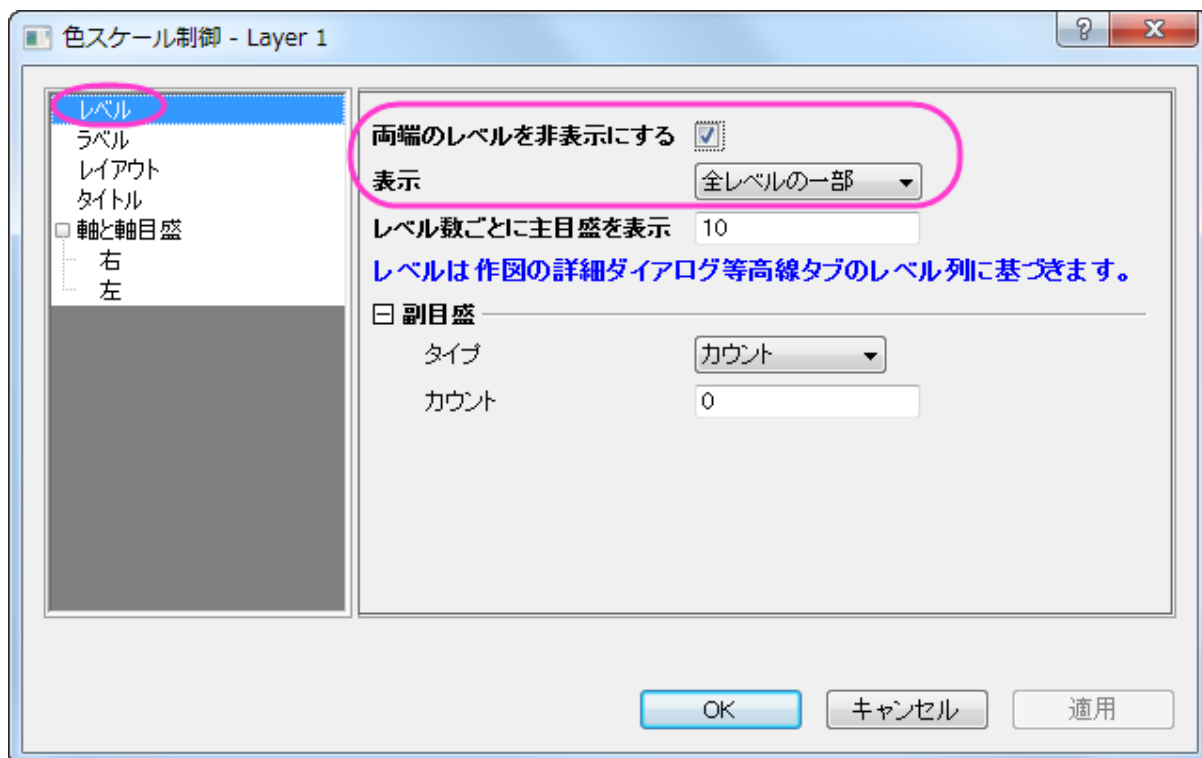 色スケール制御 - Layer 1
レベル
ラベル
レイアウト
タイトル
軸と軸目盛
右
左
両端のレベルを非表示にする
表示 全レベルの一部
レベル数ごとに主目盛を表示 10
レベルは作図の詳細ダイアログ等高線タブのレベル列に基づきます。
副目盛
タイプ カウント
カウント 0
OK キャンセル 適用